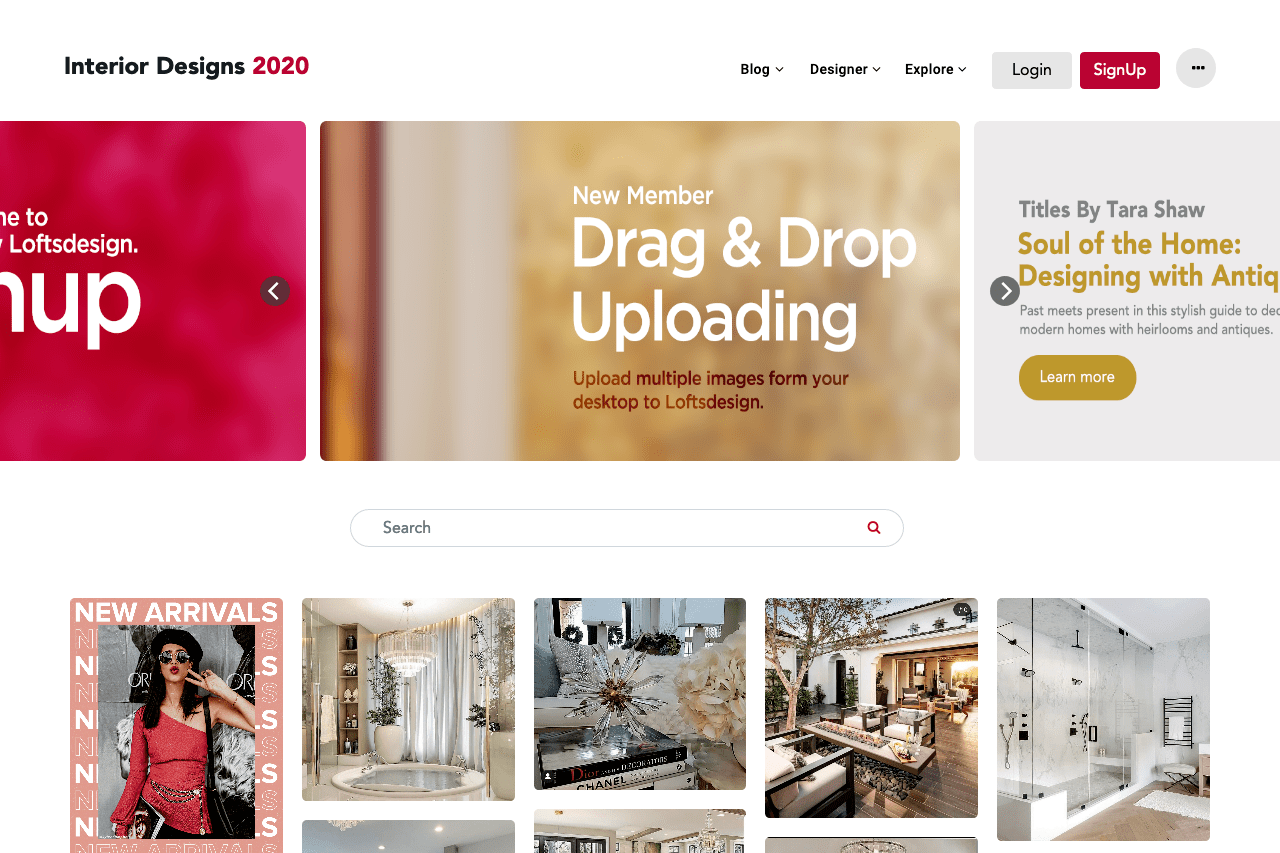 Interior Designs 2020
Blog
Designer
Explore
Login
SignUp
me to
Loftsdesign.
nup
New Member
Drag & Drop
Uploading
Upload multiple images form your
desktop to Loftsdesign.
Titles By Tara Shaw
Soul of the Home:
Designing with Antiq
Past meets present in this stylish guide to dec
modern homes with heirlooms and antiques.
Learn more
Search
NEW ARRIVALS
Dior
DECORATORS
CHANEL